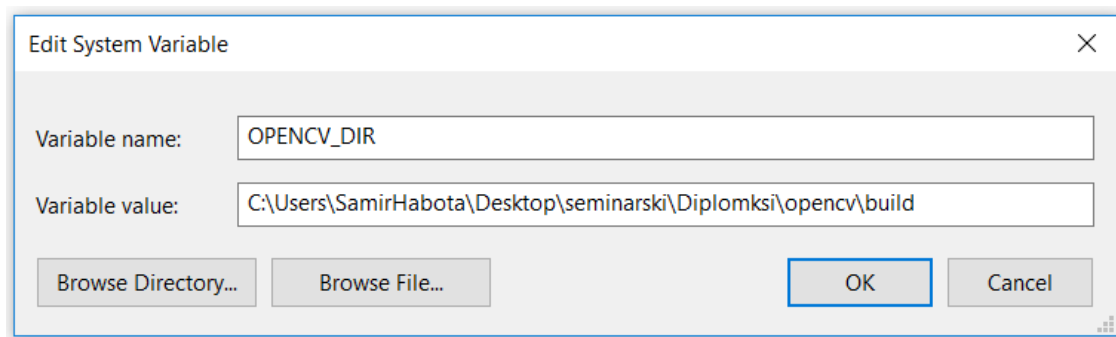 Edit System Variable
Variable name: OPENCV_DIR
Variable value: C:\Users\SamirHabota\Desktop\seminarski\Diplomksi\opencv\build
Browse Directory... Browse File... OK Cancel